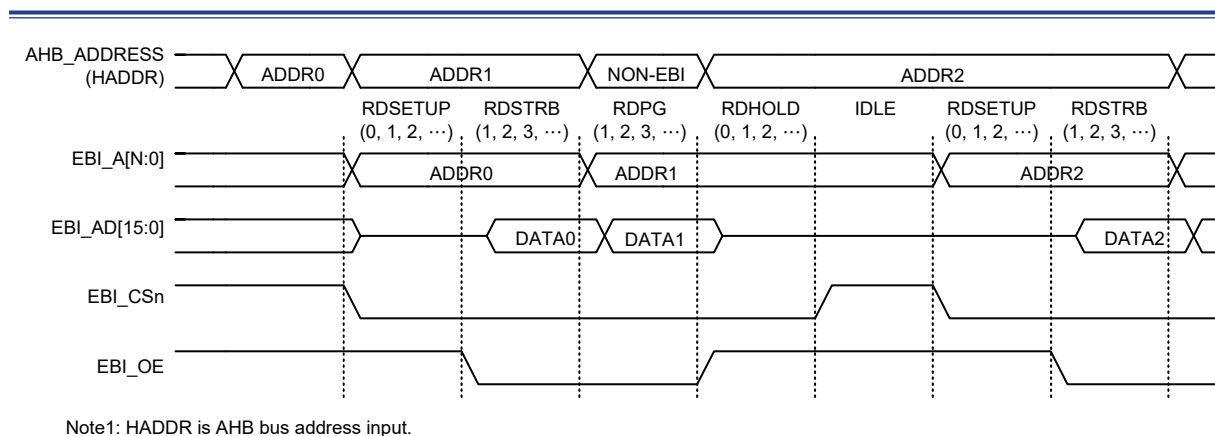 AHB_ADDRESS
(HADDR)
ADDR0 ADDR1 NON-EBI ADDR2
RDSETUP RDSTRB RDPG RDHOLD IDLE RDSETUP RDSTRB
(0, 1, 2, ⋯) (1, 2, 3, ⋯) (1, 2, 3, ⋯) (0, 1, 2, ⋯) (0, 1, 2, ⋯) (1, 2, 3, ⋯)
EBI_A[N:0]
ADDR0 ADDR1 ADDR2
EBI_AD[15:0]
DATA0 DATA1 DATA2
EBI_CSn
EBI_OE
Note1: HADDR is AHB bus address input.